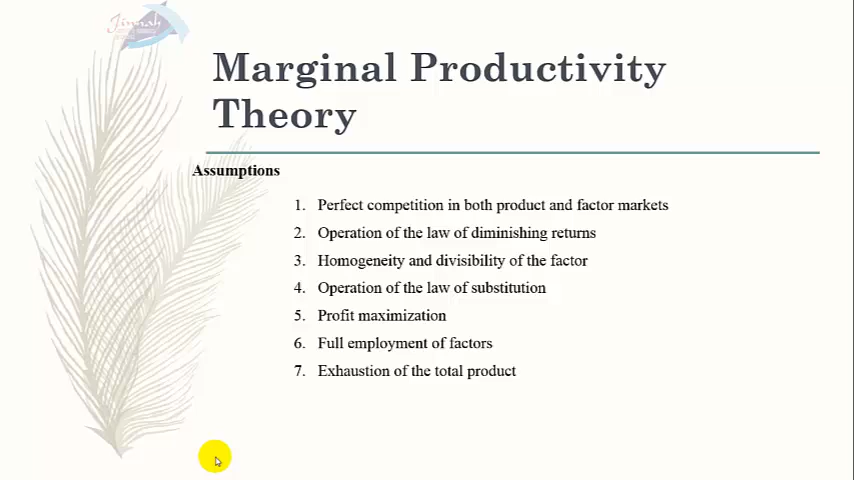 Jinnah
Marginal Productivity
Theory
Assumptions
1. Perfect competition in both product and factor markets
2. Operation of the law of diminishing returns
3. Homogeneity and divisibility of the factor
4. Operation of the law of substitution
5. Profit maximization
6. Full employment of factors
7. Exhaustion of the total product